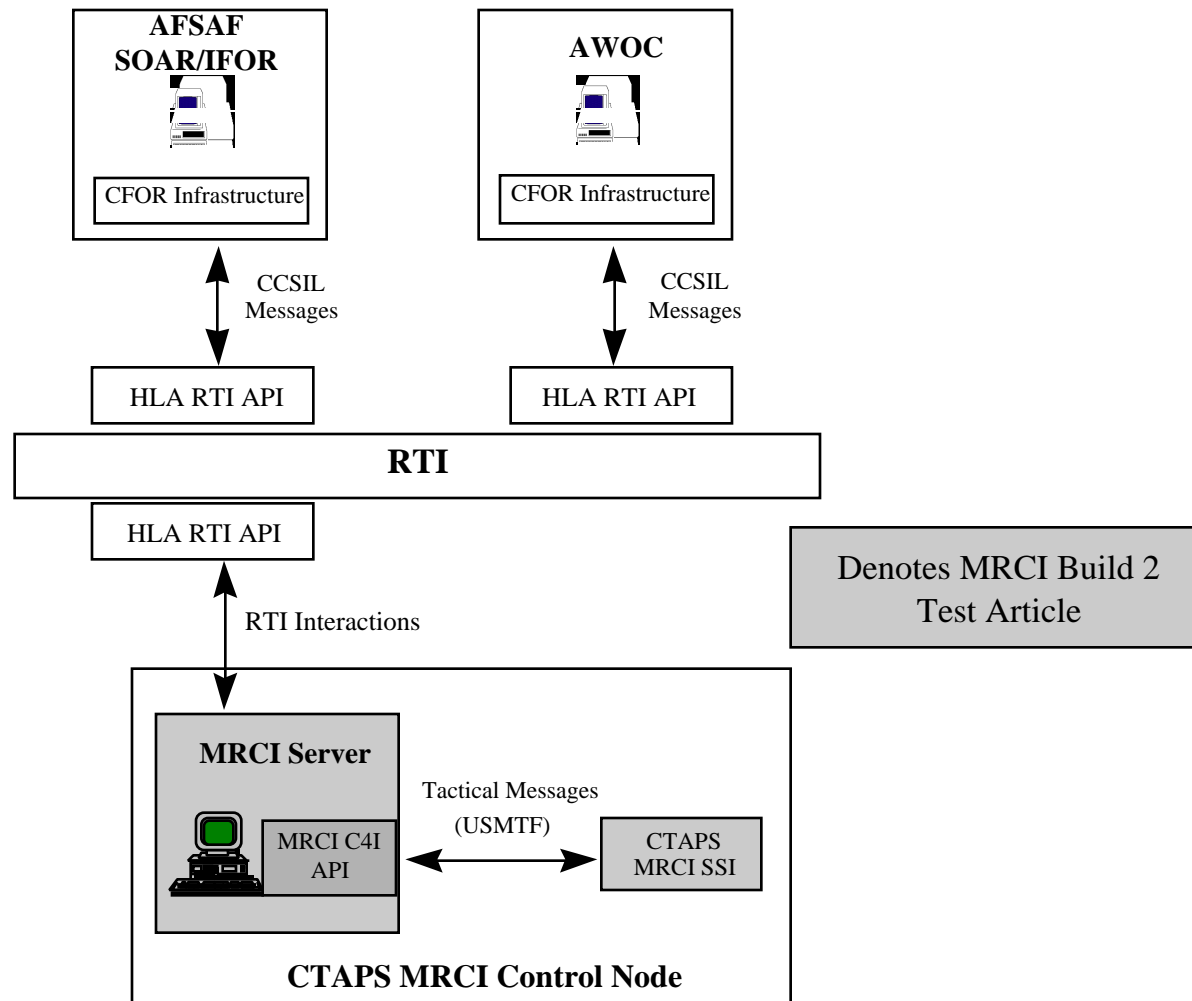 AFSAF
SOAR/IFOR
CFOR Infrastructure
AWOC
CFOR Infrastructure
CCSIL
Messages
CCSIL
Messages
HLA RTI API
HLA RTI API
RTI
HLA RTI API
RTI Interactions
Denotes MRCI Build 2
Test Article
MRCI Server
MRCI C4I
API
Tactical Messages
(USMTF)
CTAPS
MRCI SSI
CTAPS MRCI Control Node